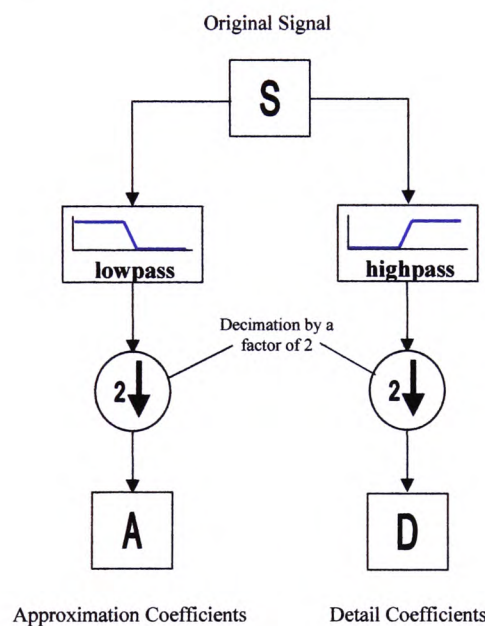 Original Signal
S
lowpass
highpass
Decimation by a
factor of 2
2
2
A
D
Approximation Coefficients
Detail Coefficients